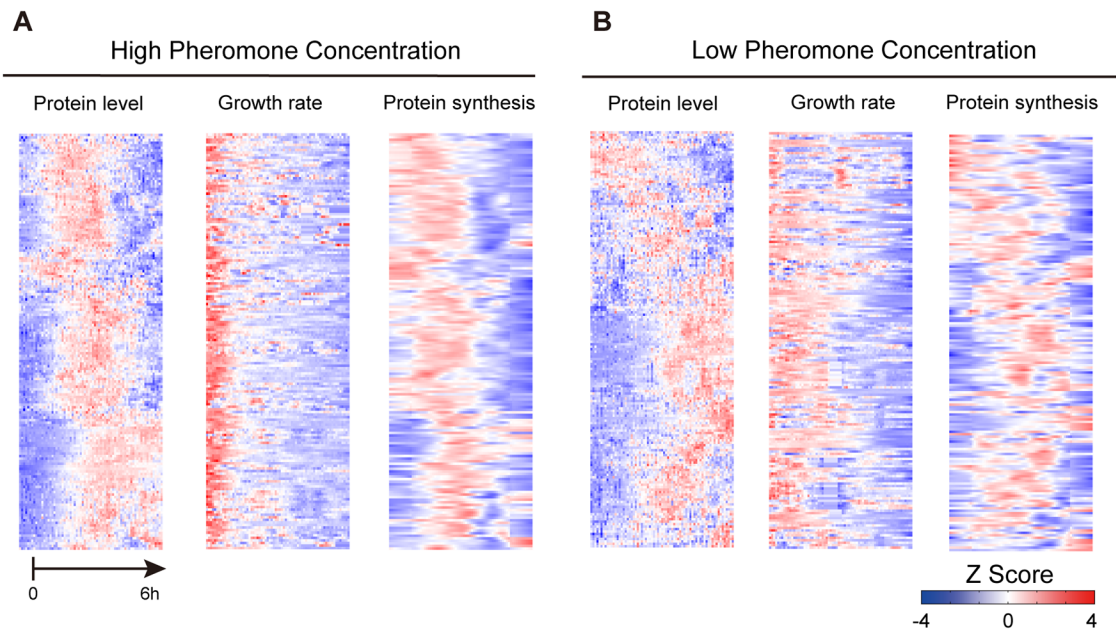 A
High Pheromone Concentration
Protein level
Growth rate
Protein synthesis
0
6h
B
Low Pheromone Concentration
Protein level
Growth rate
Protein synthesis
Z Score
-4
0
4